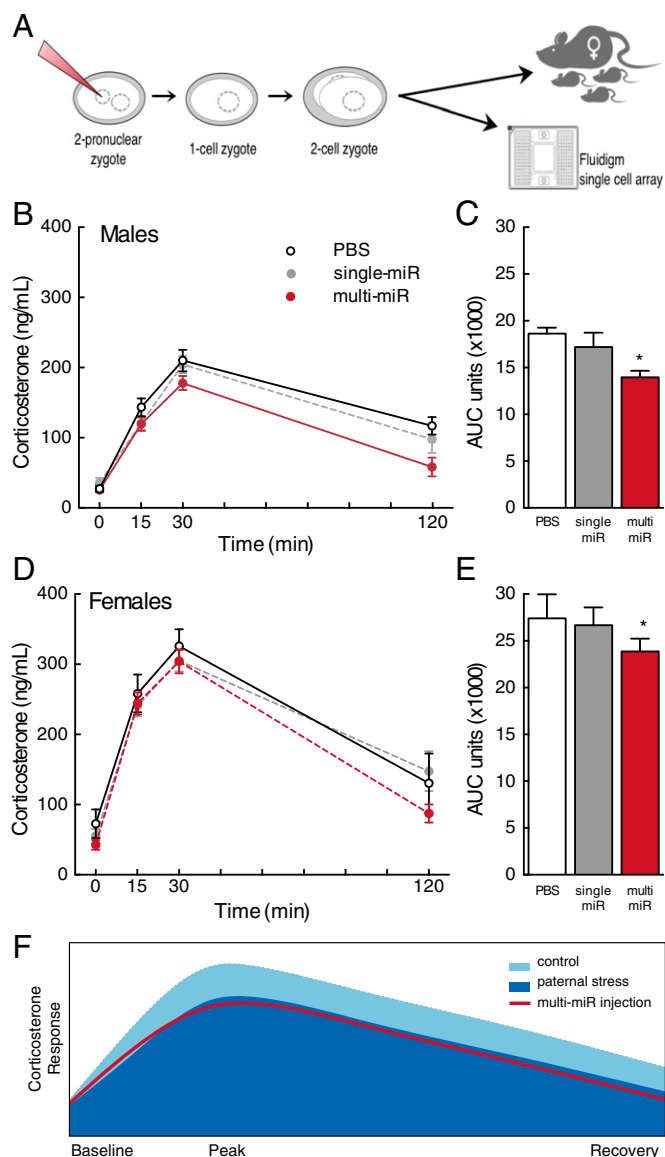 A
2-pronuclear
zygote
1-cell zygote
2-cell zygote
♀
Fluidigm
single cell array
B
Males
PBS
single-miR
multi-miR
Corticosterone (ng/mL)
400
300
200
100
0
0 15 30 120
Time (min)
C
AUC units (x1000)
30
25
20
15
10
5
0
*
PBS single miR multi miR
D
Females
Corticosterone (ng/mL)
400
300
200
100
0
0 15 30 120
Time (min)
E
AUC units (x1000)
30
25
20
15
10
5
0
*
PBS single miR multi miR
F
control
paternal stress
multi-miR injection
Corticosterone
Response
Baseline Peak Recovery